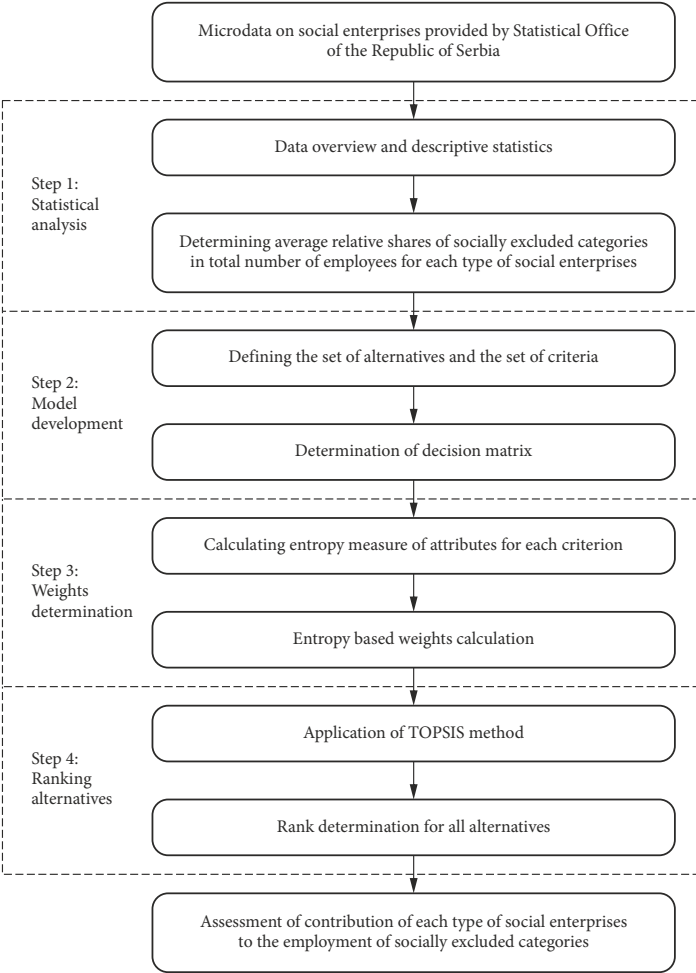 Microdata on social enterprises provided by Statistical Office
of the Republic of Serbia
Step 1:
Statistical
analysis
Data overview and descriptive statistics
Determining average relative shares of socially excluded categories
in total number of employees for each type of social enterprises
Step 2:
Model
development
Defining the set of alternatives and the set of criteria
Determination of decision matrix
Step 3:
Weights
determination
Calculating entropy measure of attributes for each criterion
Entropy based weights calculation
Step 4:
Ranking
alternatives
Application of TOPSIS method
Rank determination for all alternatives
Assessment of contribution of each type of social enterprises
to the employment of socially excluded categories